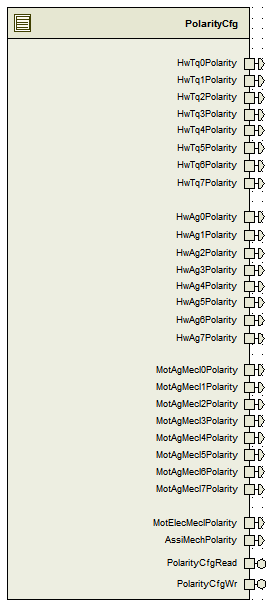 PolarityCfg
HwTq0Polarity
HwTq1Polarity
HwTq2Polarity
HwTq3Polarity
HwTq4Polarity
HwTq5Polarity
HwTq6Polarity
HwTq7Polarity
HwAg0Polarity
HwAg1Polarity
HwAg2Polarity
HwAg3Polarity
HwAg4Polarity
HwAg5Polarity
HwAg6Polarity
HwAg7Polarity
MotAgMecl0Polarity
MotAgMecl1Polarity
MotAgMecl2Polarity
MotAgMecl3Polarity
MotAgMecl4Polarity
MotAgMecl5Polarity
MotAgMecl6Polarity
MotAgMecl7Polarity
MotElecMeclPolarity
AssiMechPolarity
PolarityCfgRead
PolarityCfgWr